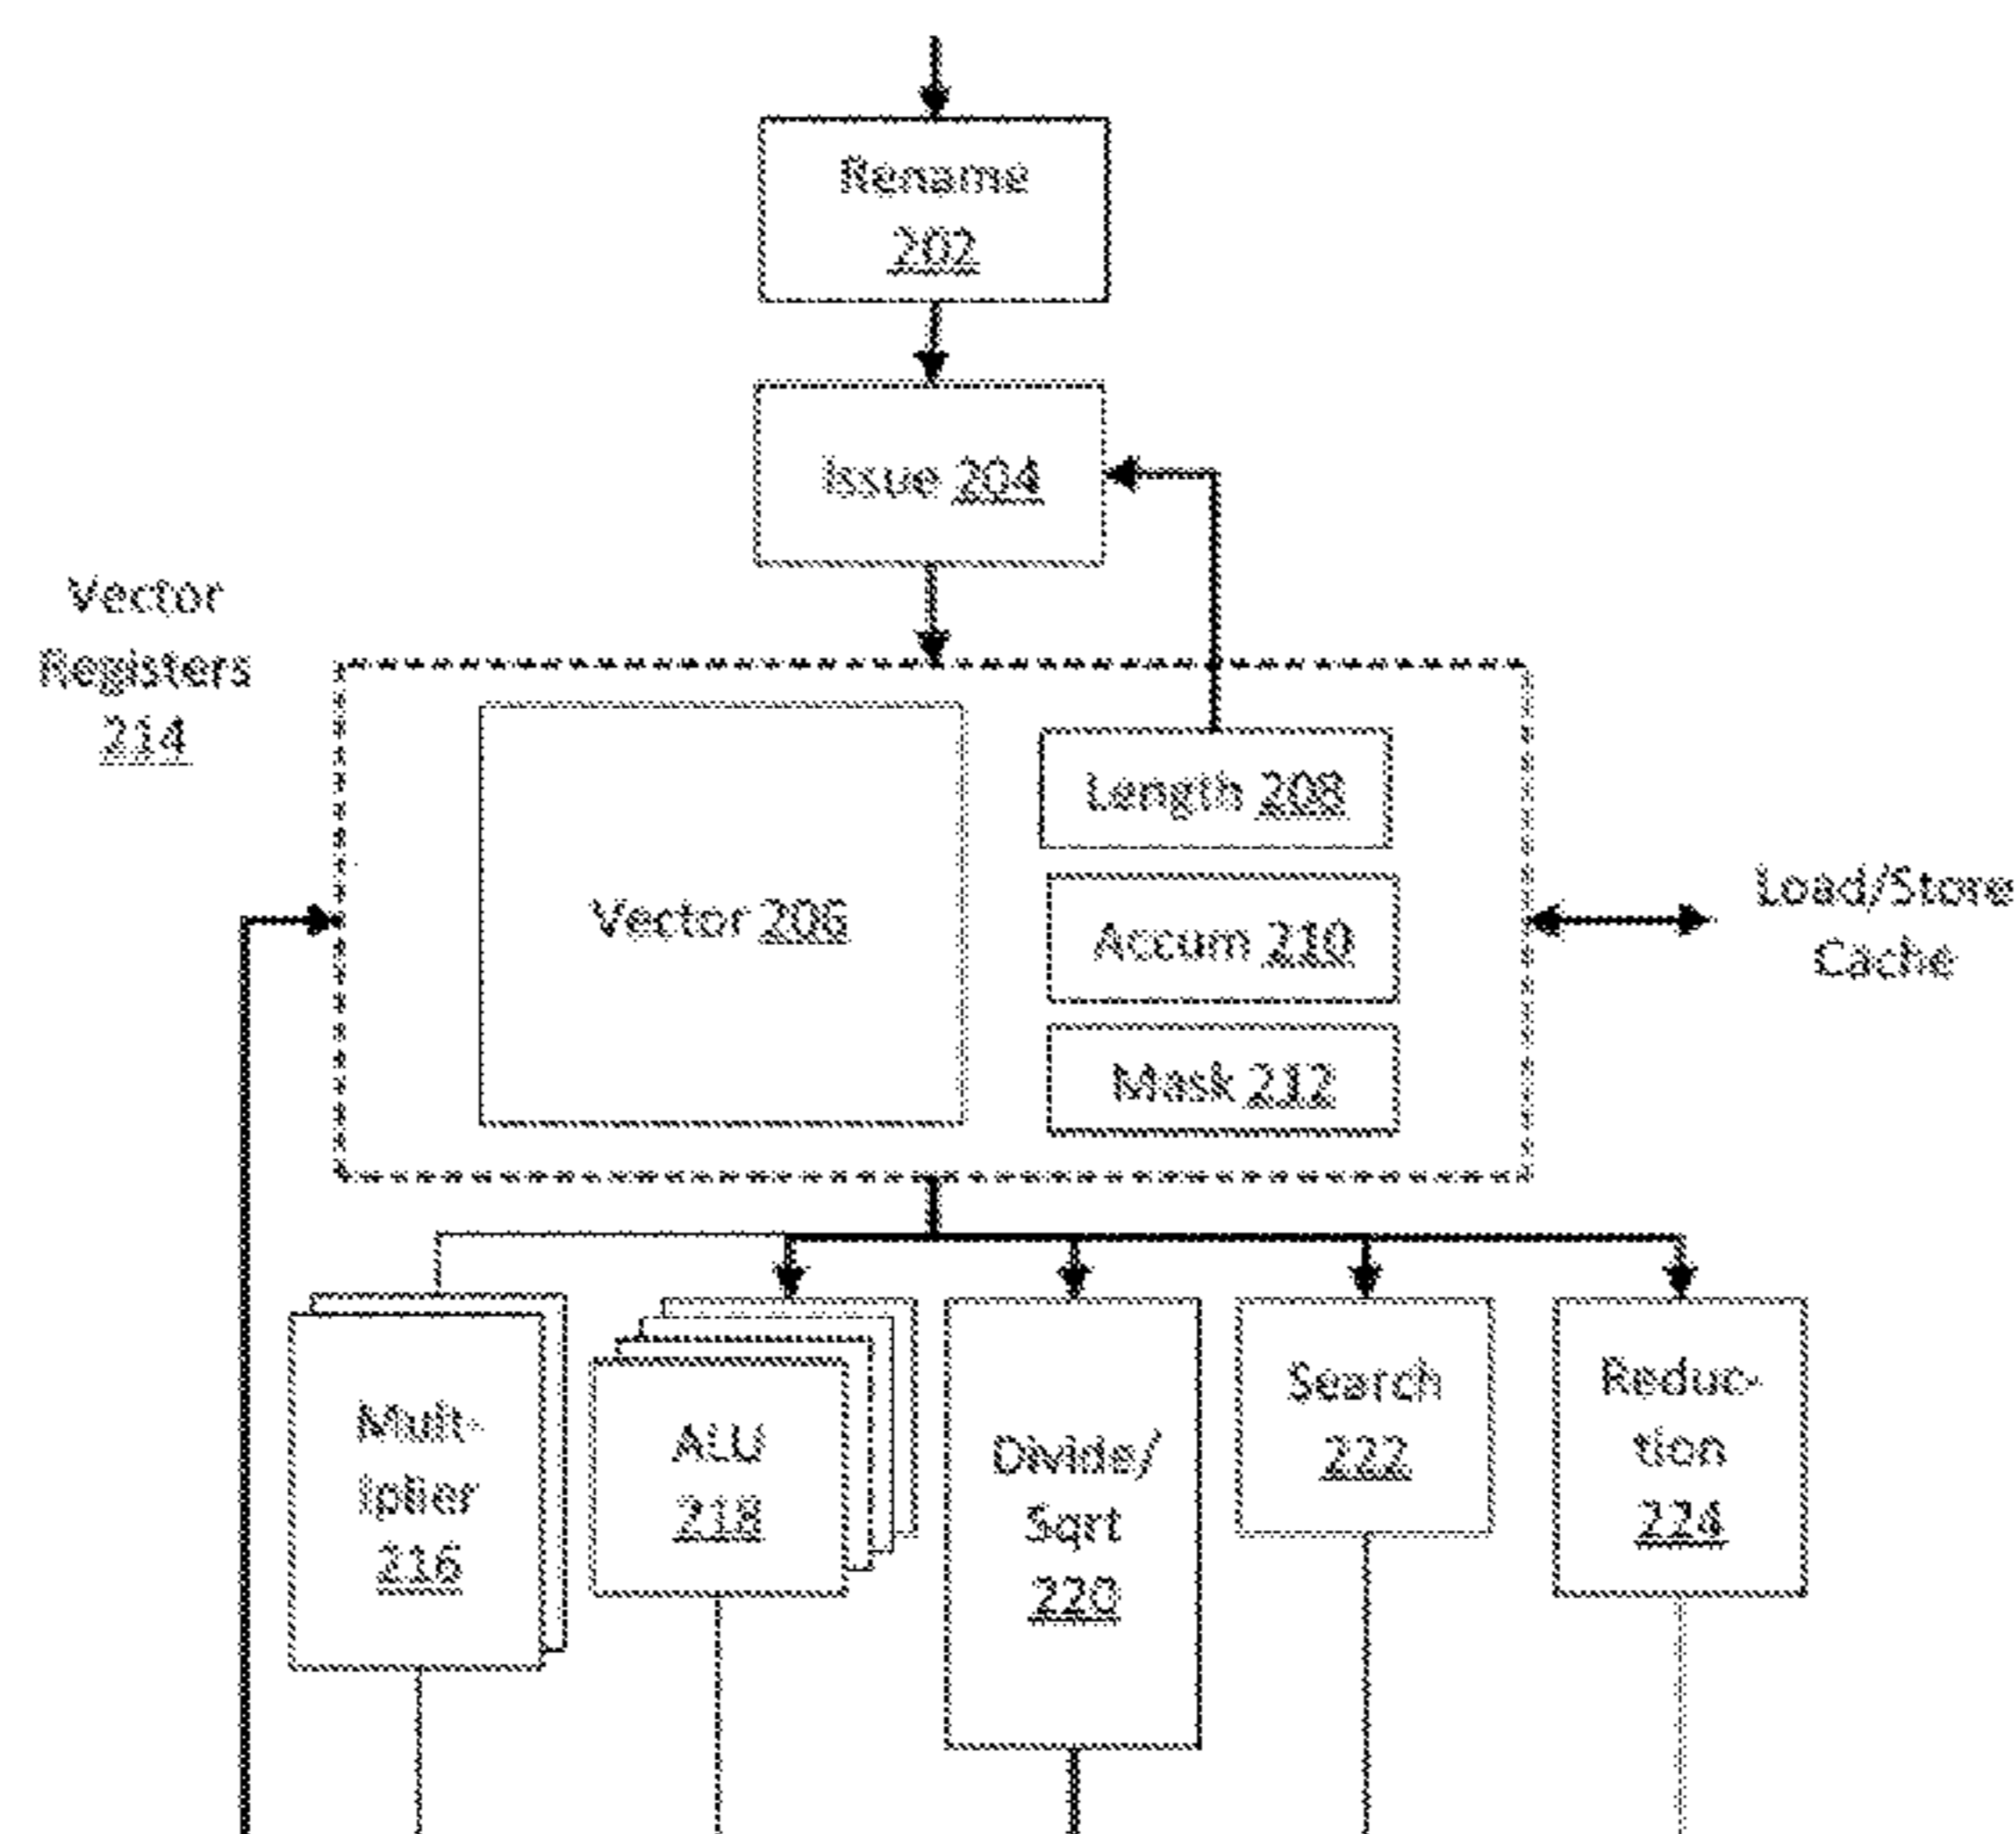 Rename
202
Issue 204
Vector
Registers
214
Length 208
Vector 206
Accum 210
Mask 212
Load/Store
Cache
Mult-
iplier
216
ALU
218
Divide/
Sqrt
220
Search
222
Reduc-
tion
224